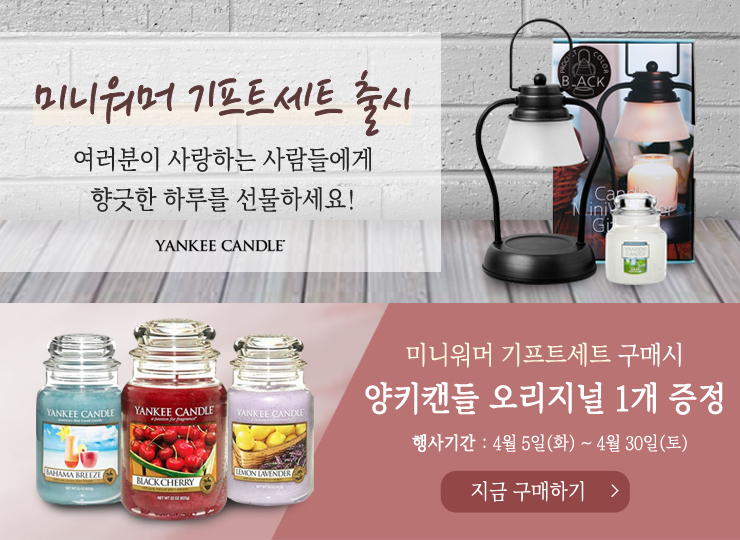 미니워머 기프트세트 출시
여러분이 사랑하는 사람들에게
향긋한 하루를 선물하세요!
YANKEE CANDLE
BLACK
Candle
Mini
YANKEE CANDLE
BAHAMA BREEZE
YANKEE CANDLE
a passion for fragrance
BLACK CHERRY
NET WT 22 OZ (623g)
YANKEE CANDLE
LEMON LAVENDER
미니워머 기프트세트 구매시
양키캔들 오리지널 1개 증정
행사기간 : 4월 5일(화) ~ 4월 30일(토)
지금 구매하기 >